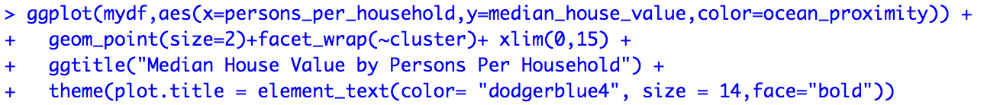 > ggplot(mydf,aes(x=persons_per_household,y=median_house_value,color=ocean_proximity)) +
+   geom_point(size=2)+facet_wrap(~cluster)+ xlim(0,15) +
+   ggtitle("Median House Value by Persons Per Household") +
+   theme(plot.title = element_text(color= "dodgerblue4", size = 14,face="bold"))